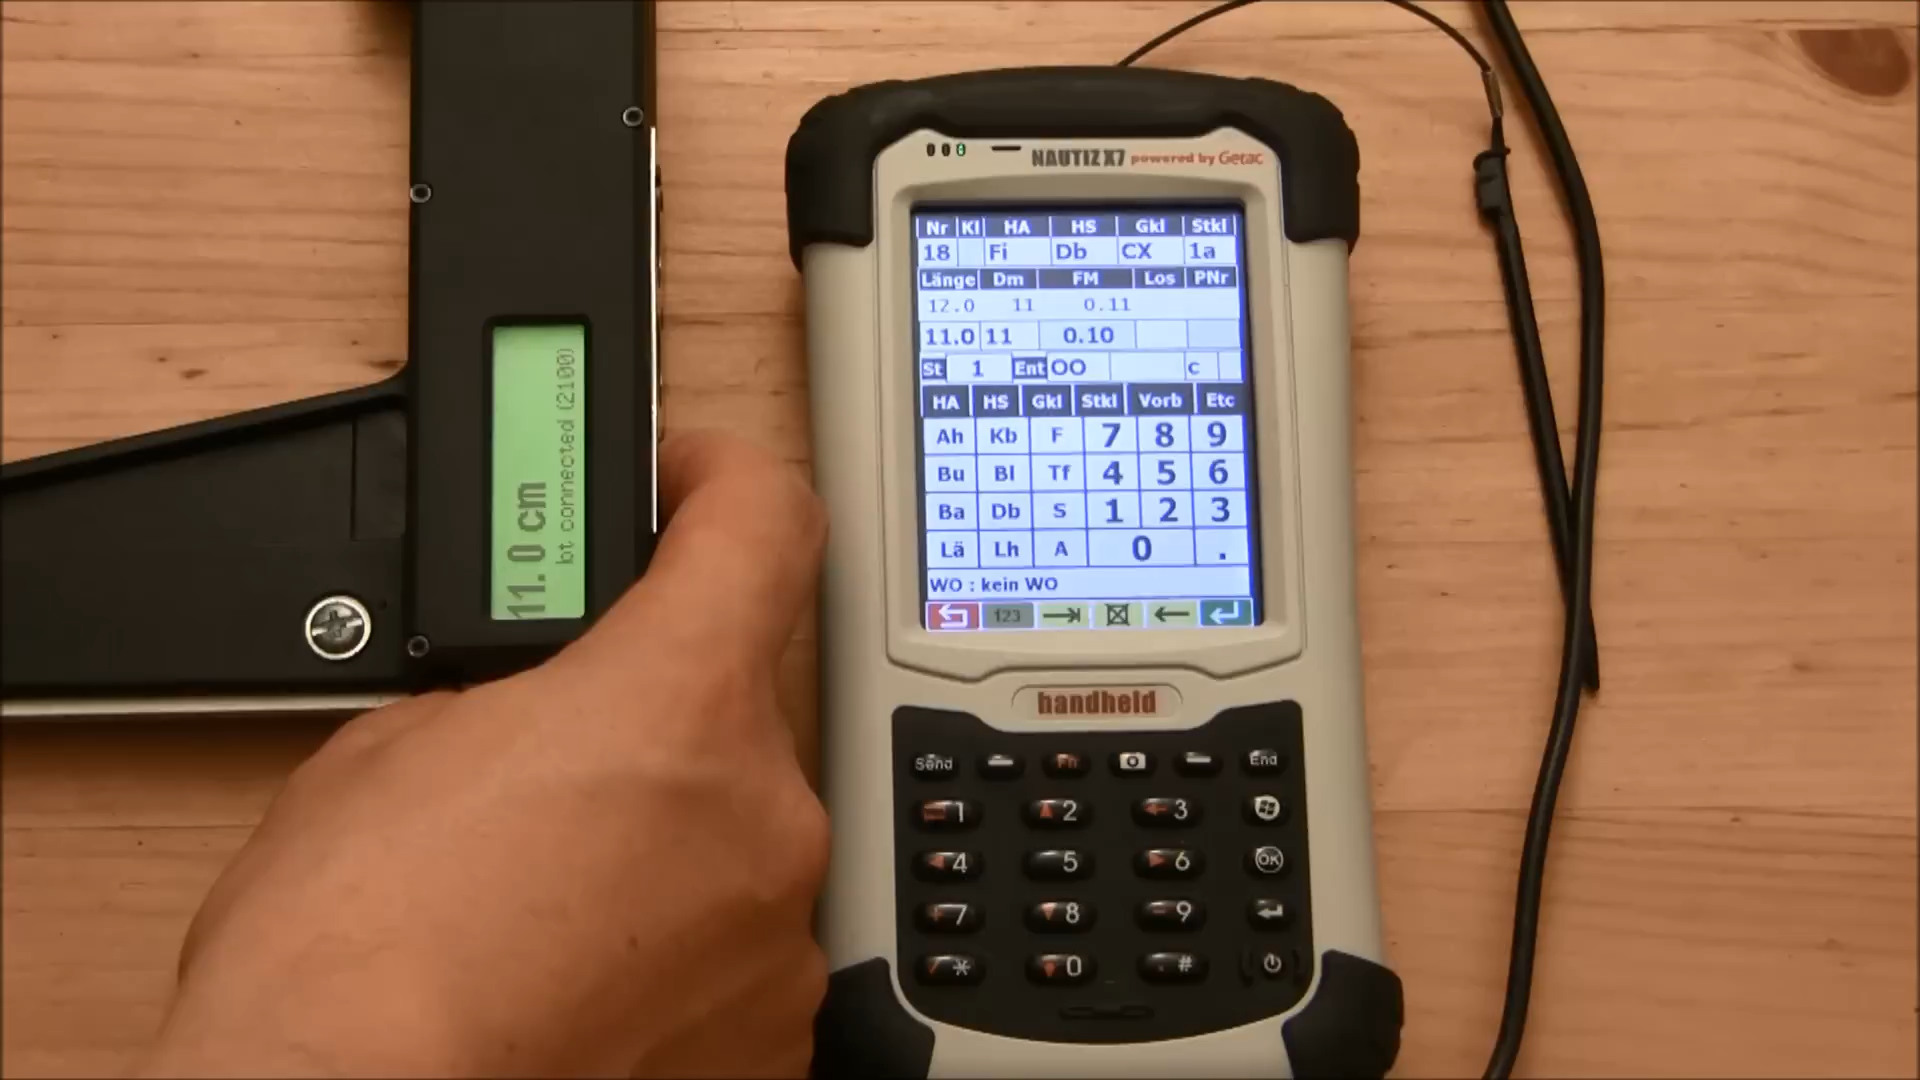 11.0 cm
bt connected (2100)
NAUTIZ X7 powered by Getac
Nr Kl HA HS Gkl Stkl
18 Fi Db CX 1a
Länge Dm FM Los PNr
12.0 11 0.11
11.0 11 0.10
St 1 Ent OO c
HA HS Gkl Stkl Vorb Etc
Ah Kb F 7 8 9
Bu Bl Tf 4 5 6
Ba Db S 1 2 3
Lä Lh A 0 .
WO : kein WO
123
handheld
Send Fn End
1 2 3
4 5 6 OK
7 8 9
* 0 #